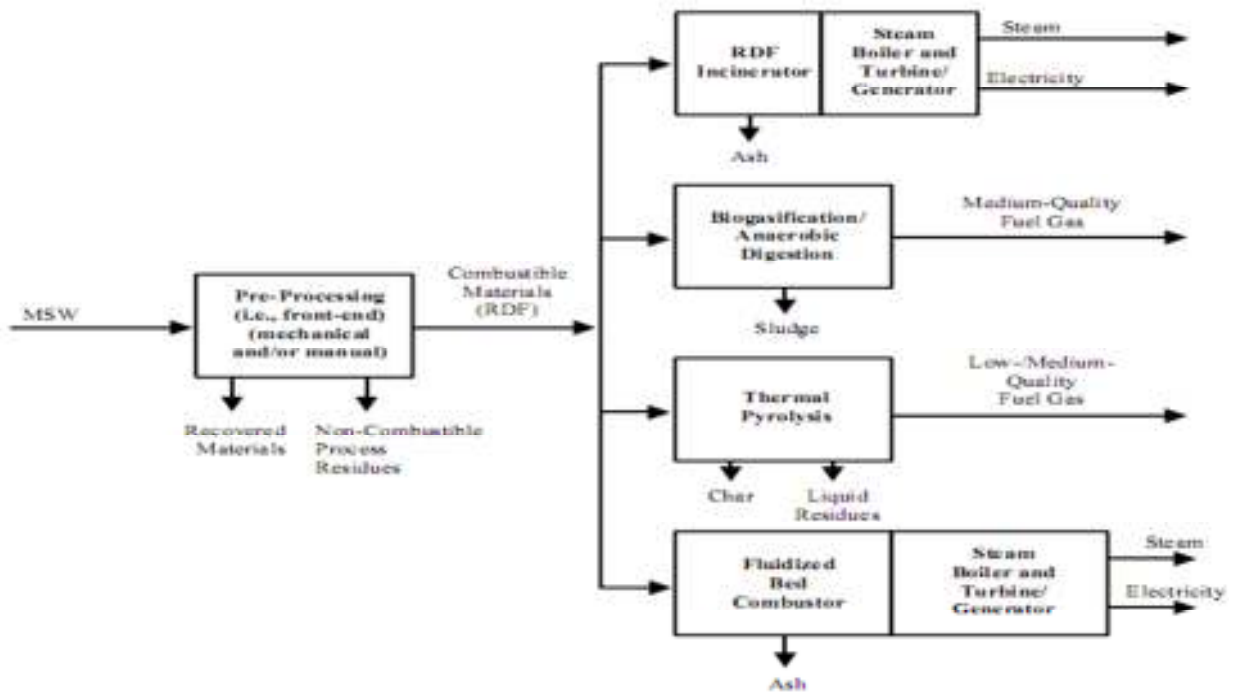 MSW
Pre-Processing
(i.e., front-end)
(mechanical
and/or manual)
Recovered
Materials
Non-Combustible
Process
Residues
Combustible
Materials
(RDF)
RDF
Incinerator
Steam
Boiler and
Turbine/
Generator
Steam
Electricity
Ash
Biogasification/
Anaerobic
Digestion
Medium-Quality
Fuel Gas
Sludge
Thermal
Pyrolysis
Low-/Medium-
Quality
Fuel Gas
Char
Liquid
Residues
Fluidized
Bed
Combustor
Steam
Boiler and
Turbine/
Generator
Steam
Electricity
Ash